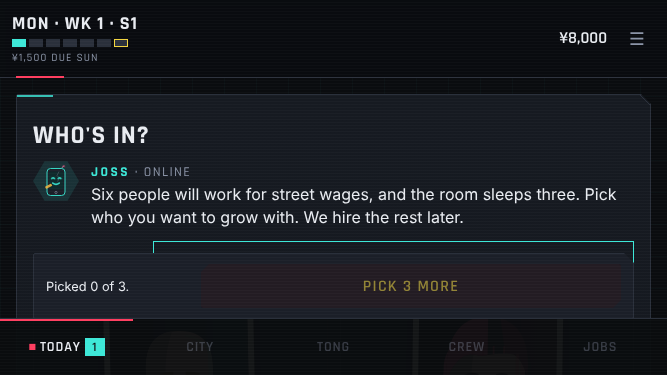 MON · WK 1 · S1
¥1,500 DUE SUN
¥8,000
WHO'S IN?
JOSS · ONLINE
Six people will work for street wages, and the room sleeps three. Pick
who you want to grow with. We hire the rest later.
Picked 0 of 3.
PICK 3 MORE
TODAY 1
CITY
TONG
CREW
JOBS